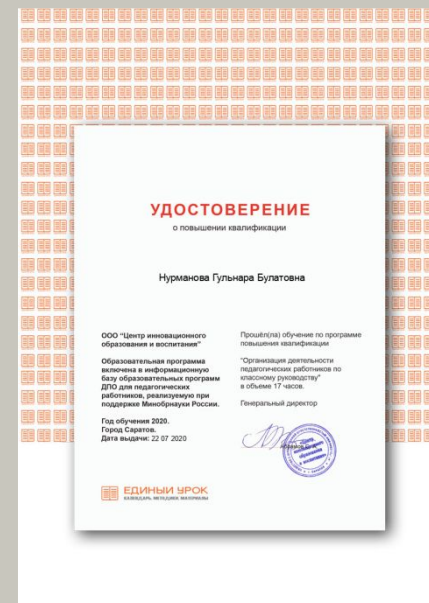 УДОСТОВЕРЕНИЕ
о повышении квалификации
Нурманова Гульнара Булатовна
ООО "Центр инновационного
образования и воспитания"
Образовательная программа
включена в информационную
базу образовательных программ
ДПО для педагогических
работников, реализуемую при
поддержке Минобрнауки России.
Год обучения 2020.
Город Саратов.
Дата выдачи: 22 07 2020
Прошёл(ла) обучение по программе
повышения квалификации
"Организация деятельности
педагогических работников по
классному руководству"
в объеме 17 часов.
Генеральный директор
ЕДИНЫЙ УРОК